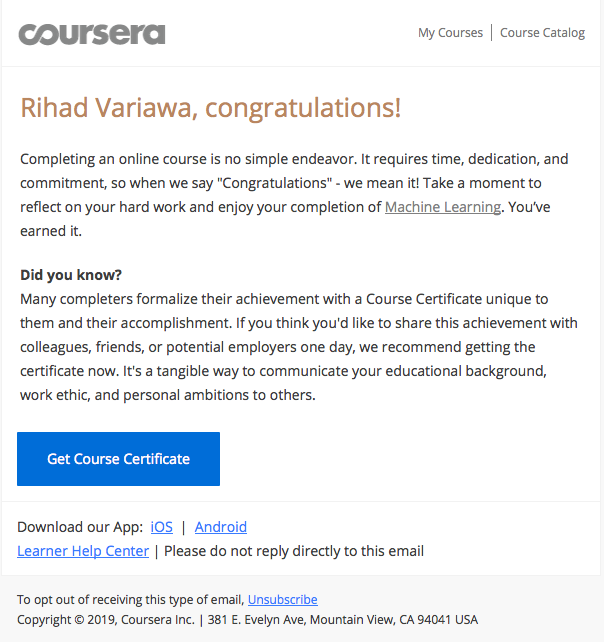 coursera
My Courses | Course Catalog
Rihad Variawa, congratulations!
Completing an online course is no simple endeavor. It requires time, dedication, and
commitment, so when we say "Congratulations" - we mean it! Take a moment to
reflect on your hard work and enjoy your completion of Machine Learning. You’ve
earned it.
Did you know?
Many completers formalize their achievement with a Course Certificate unique to
them and their accomplishment. If you think you'd like to share this achievement with
colleagues, friends, or potential employers one day, we recommend getting the
certificate now. It's a tangible way to communicate your educational background,
work ethic, and personal ambitions to others.
Get Course Certificate
Download our App: iOS | Android
Learner Help Center | Please do not reply directly to this email
To opt out of receiving this type of email, Unsubscribe
Copyright © 2019, Coursera Inc. | 381 E. Evelyn Ave, Mountain View, CA 94041 USA